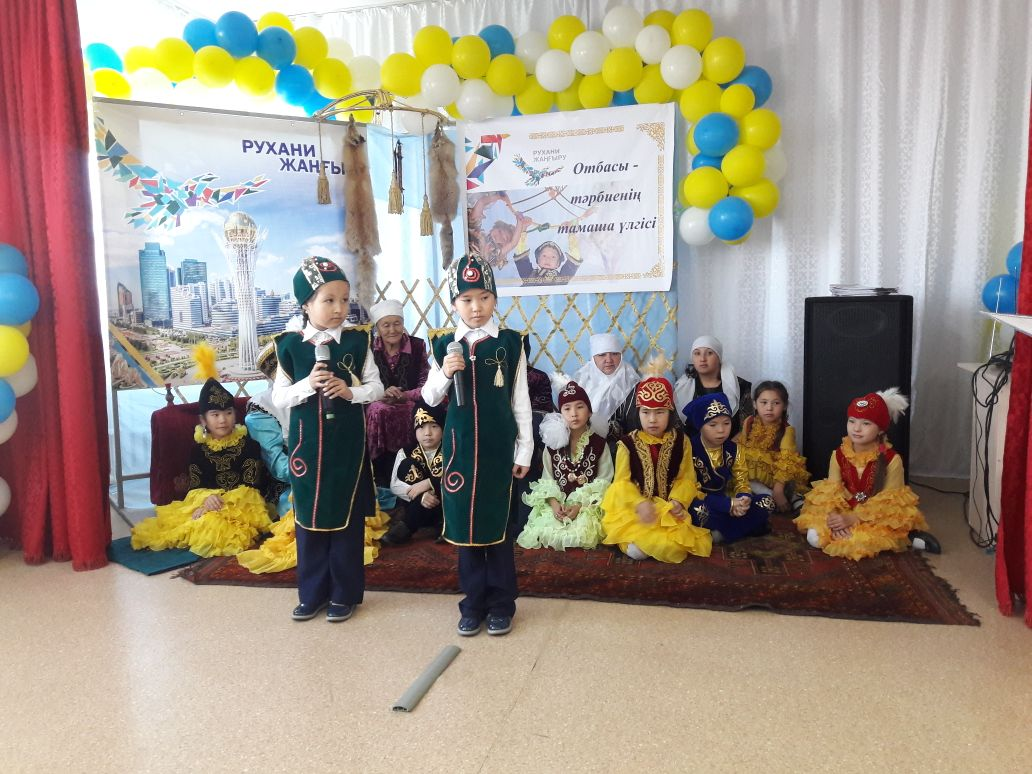 РУХАНИ
ЖАҢҒЫ
РУХАНИ
ЖАҢҒЫРУ
Отбасы -
тәрбиенің
тамаша үлгісі